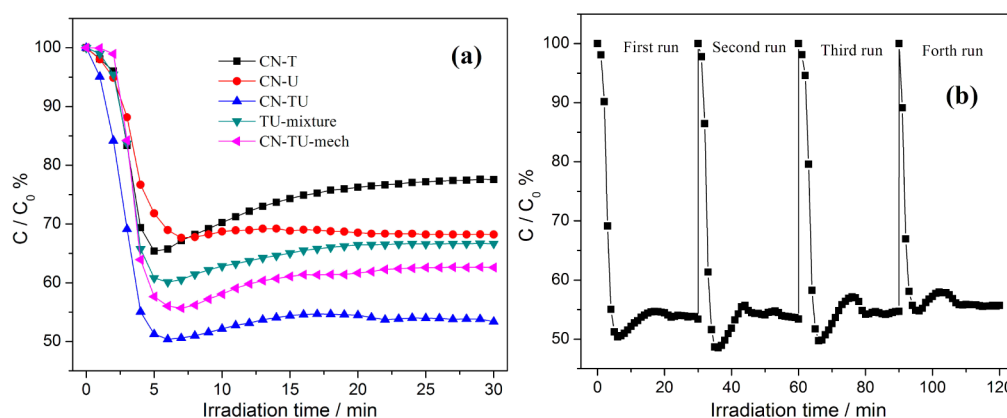 (a)
CN-T
CN-U
CN-TU
TU-mixture
CN-TU-mech
100
90
80
70
60
50
C / C0 %
0 5 10 15 20 25 30
Irradiation time / min
First run Second run Third run Forth run
(b)
100
90
80
70
60
50
C / C0 %
0 20 40 60 80 100 120
Irradiation time / min